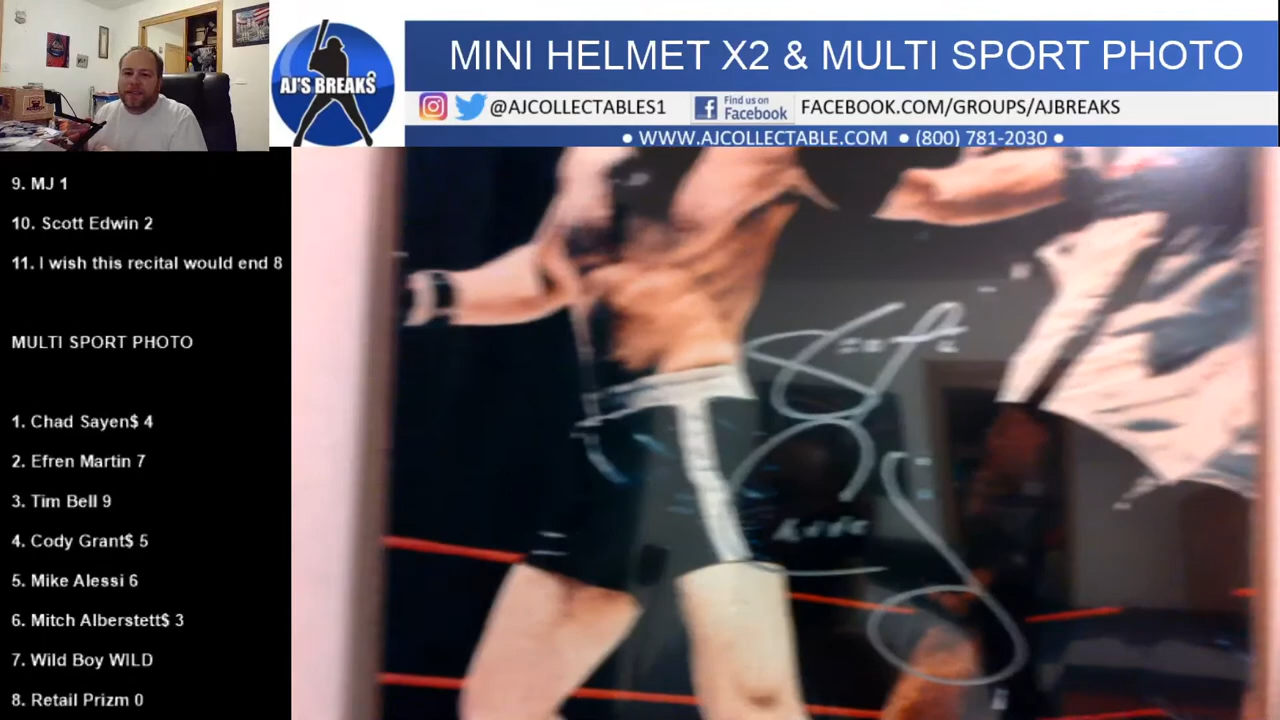 AJ'S BREAKS
MINI HELMET X2 & MULTI SPORT PHOTO
@AJCOLLECTABLES1
Find us on
Facebook
FACEBOOK.COM/GROUPS/AJBREAKS
● WWW.AJCOLLECTABLE.COM ● (800) 781-2030 ●
9. MJ 1
10. Scott Edwin 2
11. I wish this recital would end 8
MULTI SPORT PHOTO
1. Chad Sayen$ 4
2. Efren Martin 7
3. Tim Bell 9
4. Cody Grant$ 5
5. Mike Alessi 6
6. Mitch Alberstett$ 3
7. Wild Boy WILD
8. Retail Prizm 0